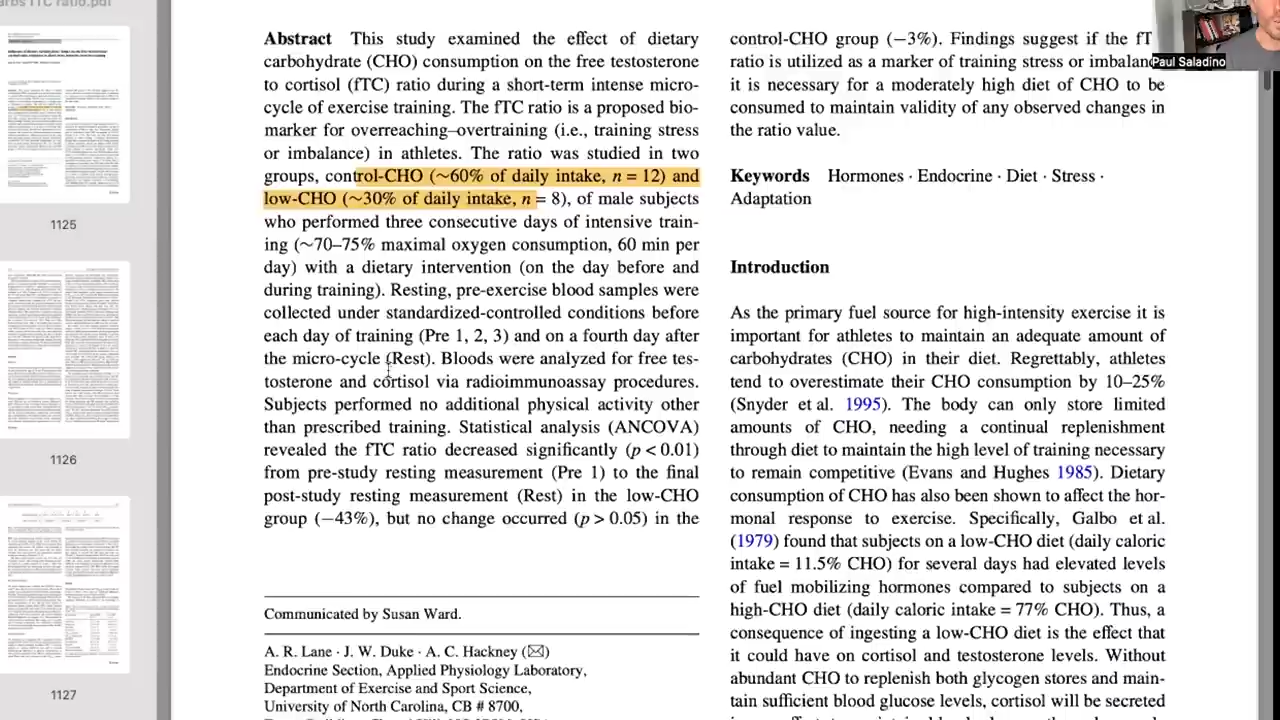 arbs fTC ratio.pdf
1125
1126
1127
Abstract This study examined the effect of dietary
carbohydrate (CHO) consumption on the free testosterone
to cortisol (fTC) ratio during a short-term intense micro-
cycle of exercise training. The fTC ratio is a proposed bio-
marker for overreaching–overtraining (i.e., training stress
or imbalance) in athletes. The ratio was studied in two
groups, control-CHO (~60% of daily intake, n = 12) and
low-CHO (~30% of daily intake, n = 8), of male subjects
who performed three consecutive days of intensive train-
ing (~70–75% maximal oxygen consumption, 60 min per
day) with a dietary intervention (on the day before and
during training). Resting, pre-exercise blood samples were
collected under standardized-controlled conditions before
each day of training (Pre 1, 2, 3) and on a fourth day after
the micro-cycle (Rest). Bloods were analyzed for free tes-
tosterone and cortisol via radioimmunoassay procedures.
Subjects performed no additional physical activity other
than prescribed training. Statistical analysis (ANCOVA)
revealed the fTC ratio decreased significantly (p < 0.01)
from pre-study resting measurement (Pre 1) to the final
post-study resting measurement (Rest) in the low-CHO
group (−43%), but no change occurred (p > 0.05) in the
Communicated by Susan Ward.
A. R. Lane · J. W. Duke · A. C. Hackney (✉)
Endocrine Section, Applied Physiology Laboratory,
Department of Exercise and Sport Science,
University of North Carolina, CB # 8700,
control-CHO group (−3%). Findings suggest if the fT
ratio is utilized as a marker of training stress or imbalance
it is necessary for a moderately high diet of CHO to be
consumed to maintain validity of any observed changes in
the ratio value.
Keywords Hormones · Endocrine · Diet · Stress ·
Adaptation
Introduction
As the primary fuel source for high-intensity exercise it is
important for athletes to maintain an adequate amount of
carbohydrates (CHO) in their diet. Regrettably, athletes
tend to overestimate their CHO consumption by 10–25%
(Snyder et al. 1995). The body can only store limited
amounts of CHO, needing a continual replenishment
through diet to maintain the high level of training necessary
to remain competitive (Evans and Hughes 1985). Dietary
consumption of CHO has also been shown to affect the hor-
monal response to exercise. Specifically, Galbo et al.
(1979) found that subjects on a low-CHO diet (daily caloric
intake = 11.5% CHO) for several days had elevated levels
of fuel mobilizing hormones compared to subjects on a
high-CHO diet (daily caloric intake = 77% CHO). Thus, a
consequence of ingesting a low-CHO diet is the effect that
it could have on cortisol and testosterone levels. Without
abundant CHO to replenish both glycogen stores and main-
tain sufficient blood glucose levels, cortisol will be secreted
Paul Saladino